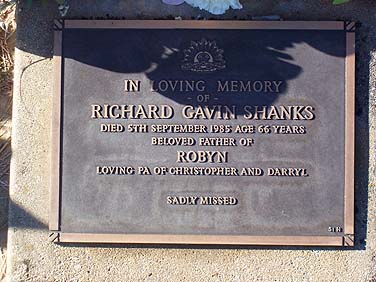 IN LOVING MEMORY
- OF -
RICHARD GAVIN SHANKS
DIED 5TH SEPTEMBER 1985 AGE 66 YEARS
BELOVED FATHER OF
ROBYN
LOVING PA OF CHRISTOPHER AND DARRYL
SADLY MISSED